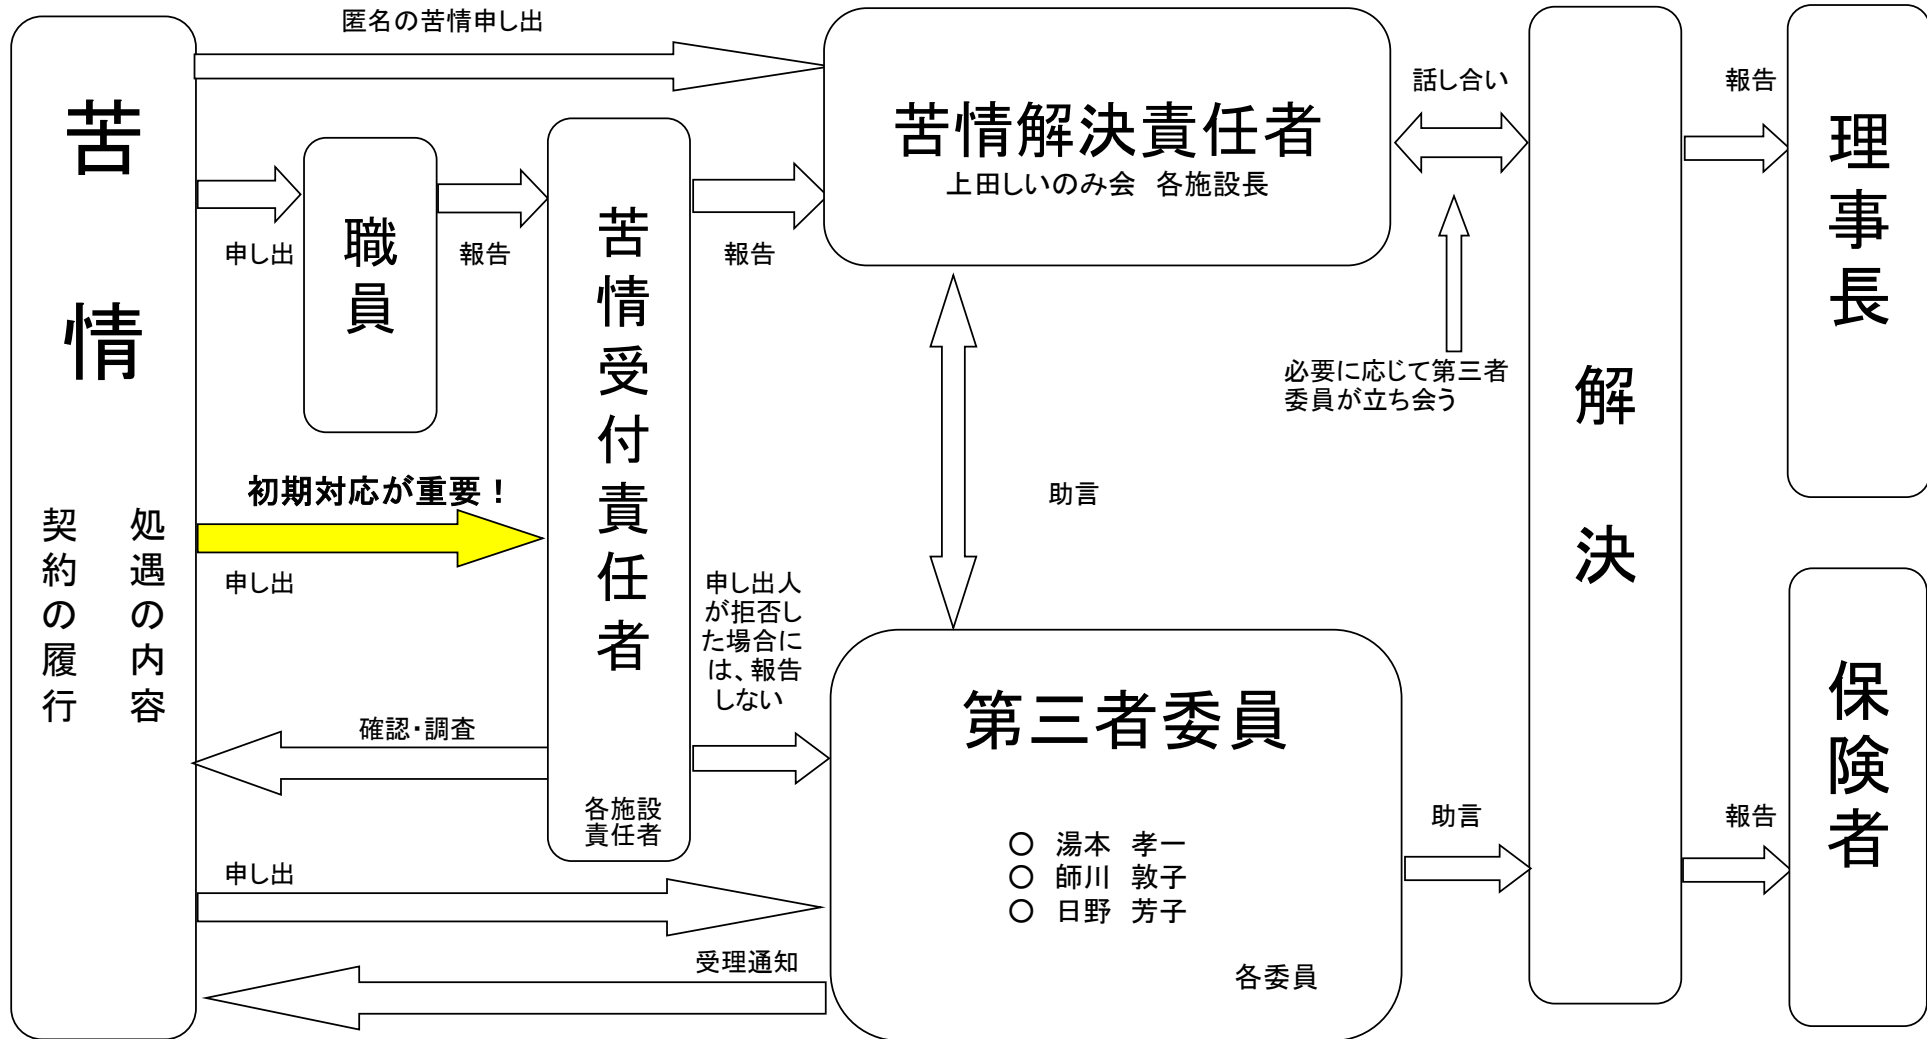 苦情
処遇の内容
契約の履行
匿名の苦情申し出
申し出
職員
報告
初期対応が重要！
申し出
確認・調査
申し出
受理通知
苦情受付責任者
各施設
責任者
報告
申し出人
が拒否し
た場合に
は、報告
しない
苦情解決責任者
上田しいのみ会　各施設長
助言
第三者委員
○　湯本　孝一
○　師川　敦子
○　日野　芳子
各委員
話し合い
必要に応じて第三者
委員が立ち会う
助言
解決
報告
理事長
報告
保険者